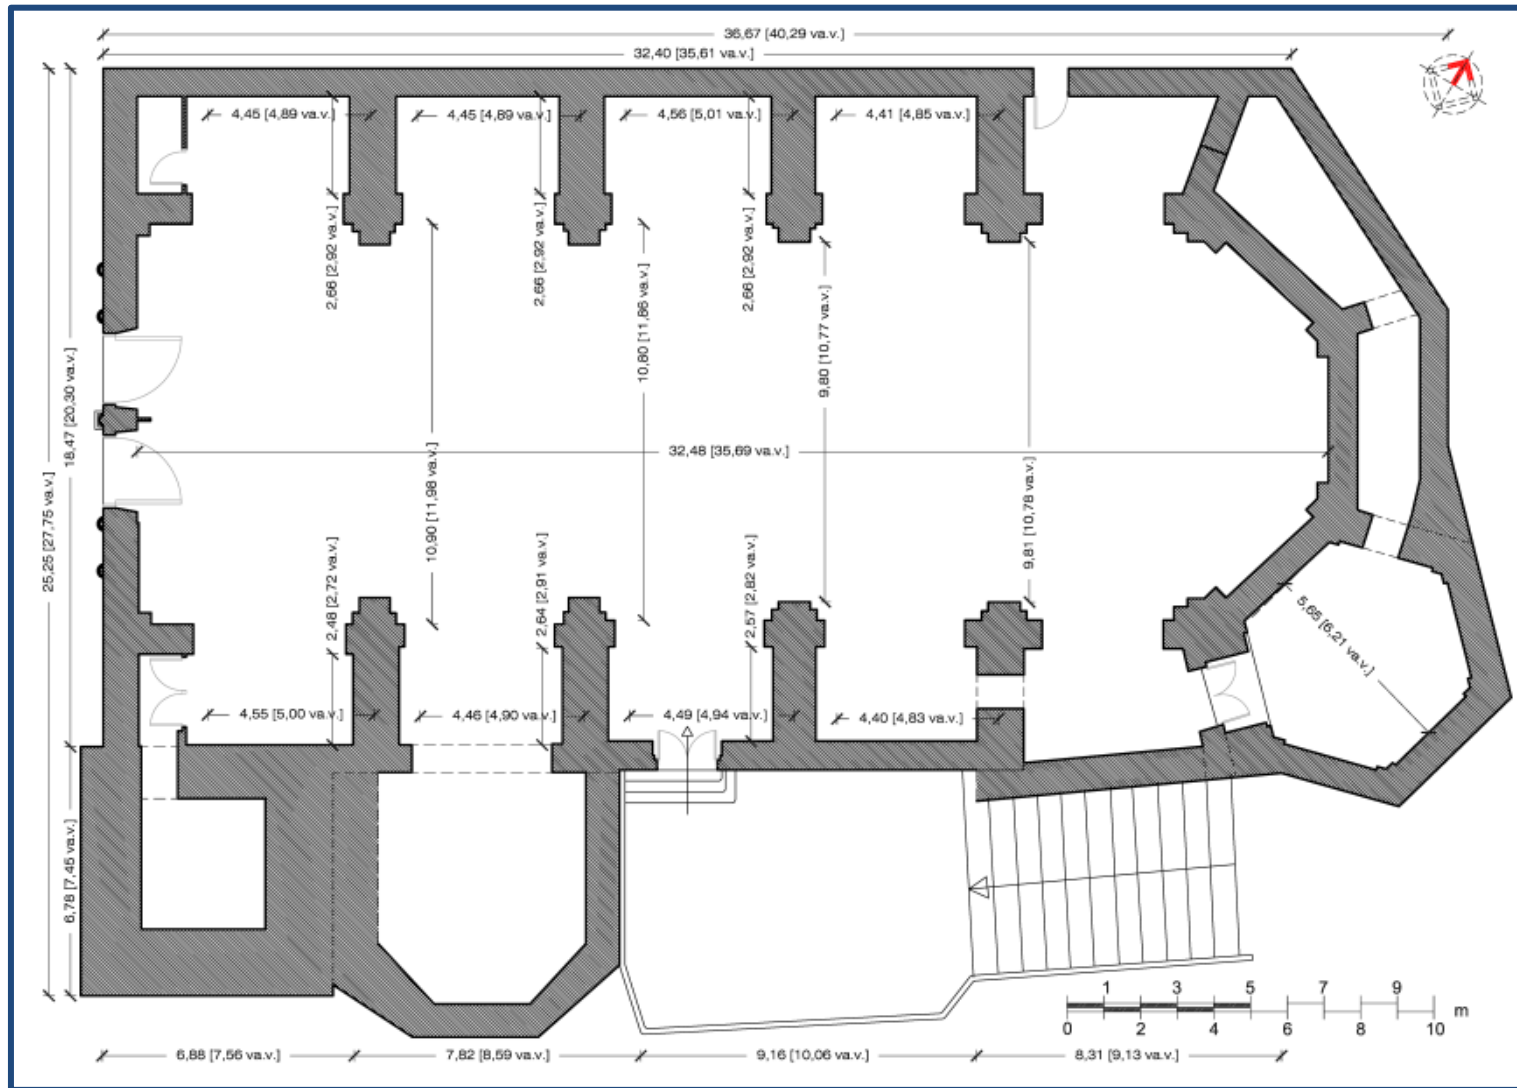 36,67 [40,29 va.v.]
32,40 [35,61 va.v.]
4,45 [4,89 va.v.]
4,45 [4,89 va.v.]
4,56 [5,01 va.v.]
4,41 [4,85 va.v.]
2,66 [2,92 va.v.]
2,66 [2,92 va.v.]
2,66 [2,92 va.v.]
10,90 [11,98 va.v.]
10,80 [11,86 va.v.]
9,80 [10,77 va.v.]
9,81 [10,78 va.v.]
32,48 [35,69 va.v.]
18,47 [20,30 va.v.]
25,25 [27,75 va.v.]
2,48 [2,72 va.v.]
2,64 [2,91 va.v.]
2,57 [2,82 va.v.]
5,65 [6,21 va.v.]
4,55 [5,00 va.v.]
4,46 [4,90 va.v.]
4,49 [4,94 va.v.]
4,40 [4,83 va.v.]
6,78 [7,45 va.v.]
1 3 5 7 9
m
0 2 4 6 8 10
6,88 [7,56 va.v.]
7,82 [8,59 va.v.]
9,16 [10,06 va.v.]
8,31 [9,13 va.v.]